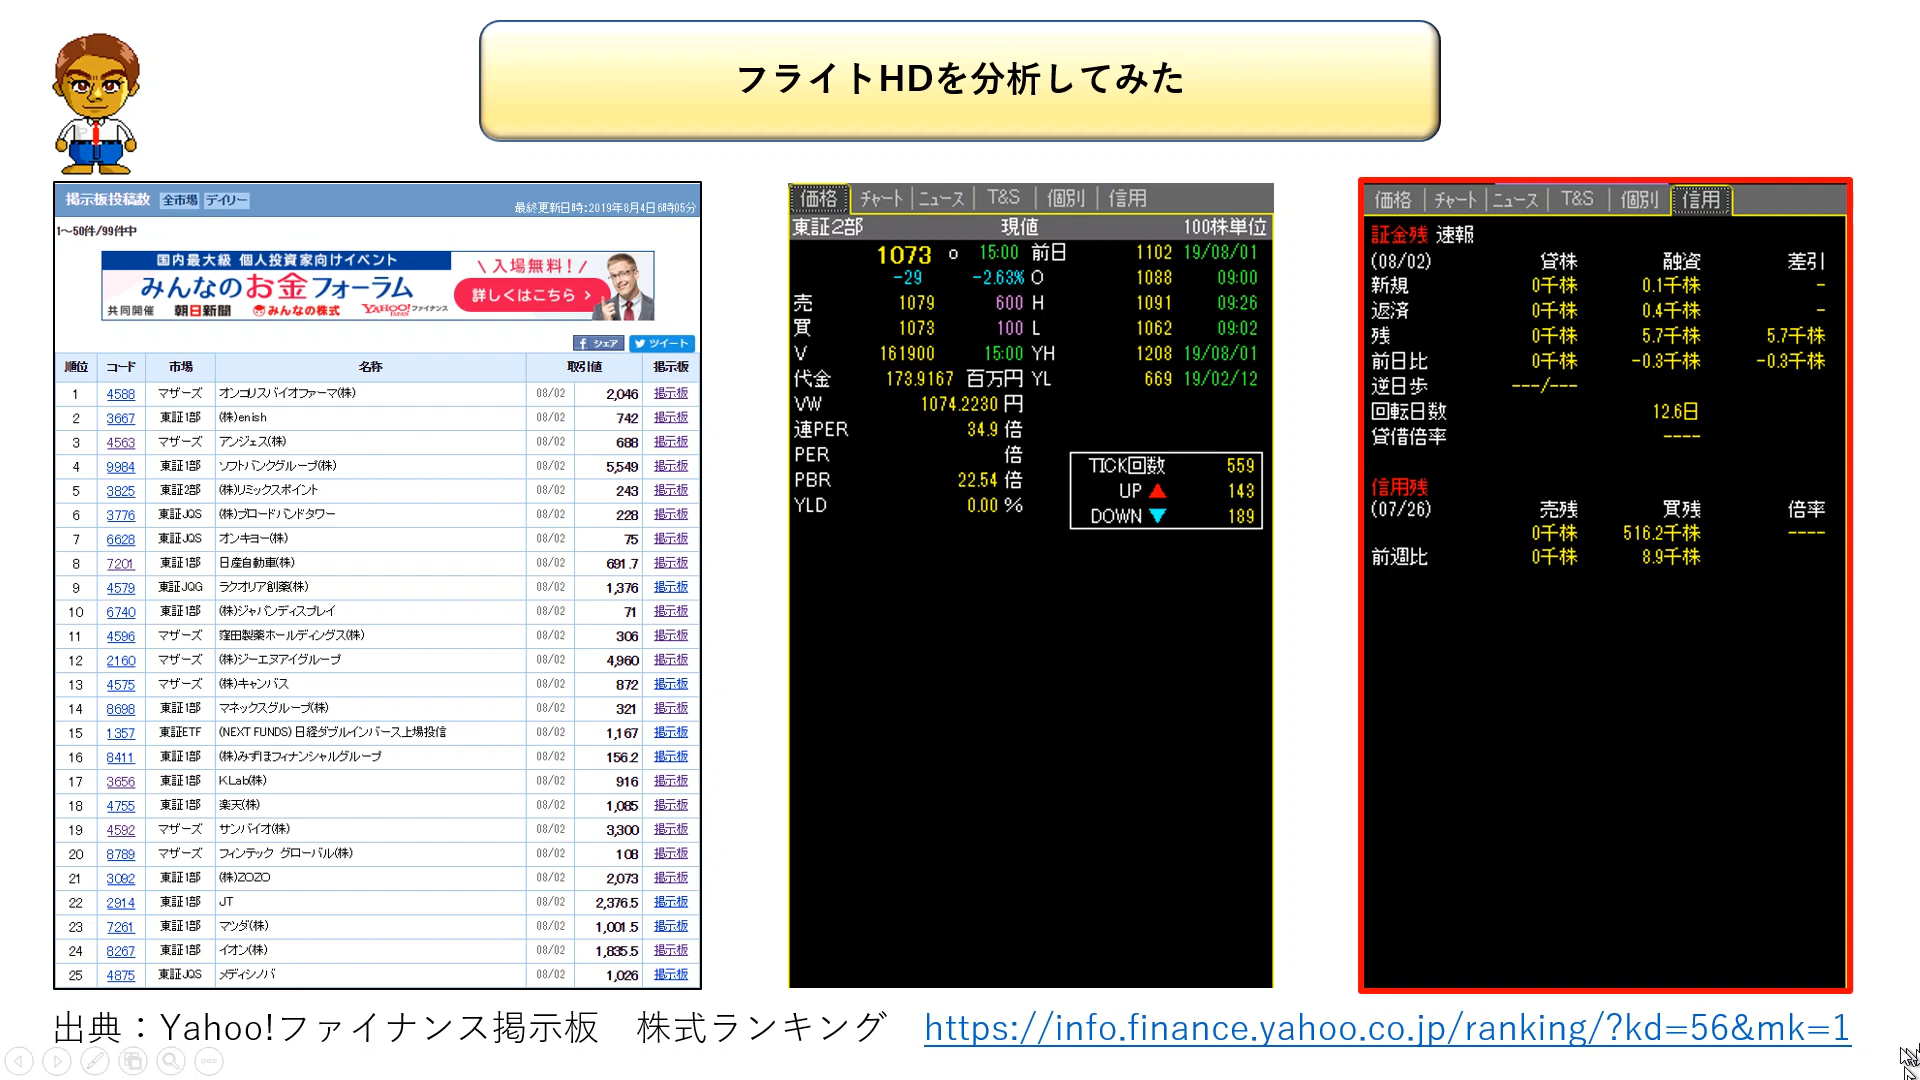 フライトHDを分析してみた
掲示板投稿数 全市場 デイリー
最終更新日時:2019年8月4日6時05分
1～50件/99件中
国内最大級 個人投資家向けイベント
みんなのお金フォーラム
共同開催 朝日新聞 みんなの株式 YAHOO!ファイナンス
\ 入場無料! /
詳しくはこちら >
シェア ツイート
順位 コード 市場 名称 取引値 掲示板
1 4588 マザーズ オンコリスバイオファーマ(株) 08/02 2,046 掲示板
2 3667 東証1部 (株)enish 08/02 742 掲示板
3 4563 マザーズ アンジェス(株) 08/02 688 掲示板
4 9984 東証1部 ソフトバンクグループ(株) 08/02 5,549 掲示板
5 3825 東証2部 (株)リミックスポイント 08/02 243 掲示板
6 3776 東証JQS (株)ブロードバンドタワー 08/02 228 掲示板
7 6628 東証JQS オンキヨー(株) 08/02 75 掲示板
8 7201 東証1部 日産自動車(株) 08/02 691.7 掲示板
9 4579 東証JQG ラクオリア創薬(株) 08/02 1,376 掲示板
10 6740 東証1部 (株)ジャパンディスプレイ 08/02 71 掲示板
11 4596 マザーズ 窪田製薬ホールディングス(株) 08/02 306 掲示板
12 2160 マザーズ (株)ジーエヌアイグループ 08/02 4,960 掲示板
13 4575 マザーズ (株)キャンバス 08/02 872 掲示板
14 8698 東証1部 マネックスグループ(株) 08/02 321 掲示板
15 1357 東証ETF (NEXT FUNDS) 日経ダブルインバース上場投信 08/02 1,167 掲示板
16 8411 東証1部 (株)みずほフィナンシャルグループ 08/02 156.2 掲示板
17 3656 東証1部 KLab(株) 08/02 916 掲示板
18 4755 東証1部 楽天(株) 08/02 1,085 掲示板
19 4592 マザーズ サンバイオ(株) 08/02 3,300 掲示板
20 8789 マザーズ フィンテック グローバル(株) 08/02 108 掲示板
21 3092 東証1部 (株)ZOZO 08/02 2,073 掲示板
22 2914 東証1部 JT 08/02 2,376.5 掲示板
23 7261 東証1部 マツダ(株) 08/02 1,001.5 掲示板
24 8267 東証1部 イオン(株) 08/02 1,835.5 掲示板
25 4875 東証JQS メディシノバ 08/02 1,026 掲示板
価格 チャート ニュース T&S 個別 信用
東証2部 現値 100株単位
1073 o 15:00 前日 1102 19/08/01
-29 -2.63% O 1088 09:00
売 1079 600 H 1091 09:26
買 1073 100 L 1062 09:02
V 161900 15:00 YH 1208 19/08/01
代金 173.9167 百万円 YL 669 19/02/12
VW 1074.2230 円
連PER 34.9 倍
PER 倍
PBR 22.54 倍
YLD 0.00 %
TICK回数 559
UP ▲ 143
DOWN ▼ 189
価格 チャート ニュース T&S 個別 信用
証金残 速報
(08/02) 貸株 融資 差引
新規 0千株 0.1千株 -
返済 0千株 0.4千株 -
残 0千株 5.7千株 5.7千株
前日比 0千株 -0.3千株 -0.3千株
逆日歩 ---/---
回転日数 12.6日
貸借倍率 ----
信用残
(07/26) 売残 買残 倍率
0千株 516.2千株 ----
前週比 0千株 8.9千株
出典：Yahoo!ファイナンス掲示板　株式ランキング　https://info.finance.yahoo.co.jp/ranking/?kd=56&mk=1